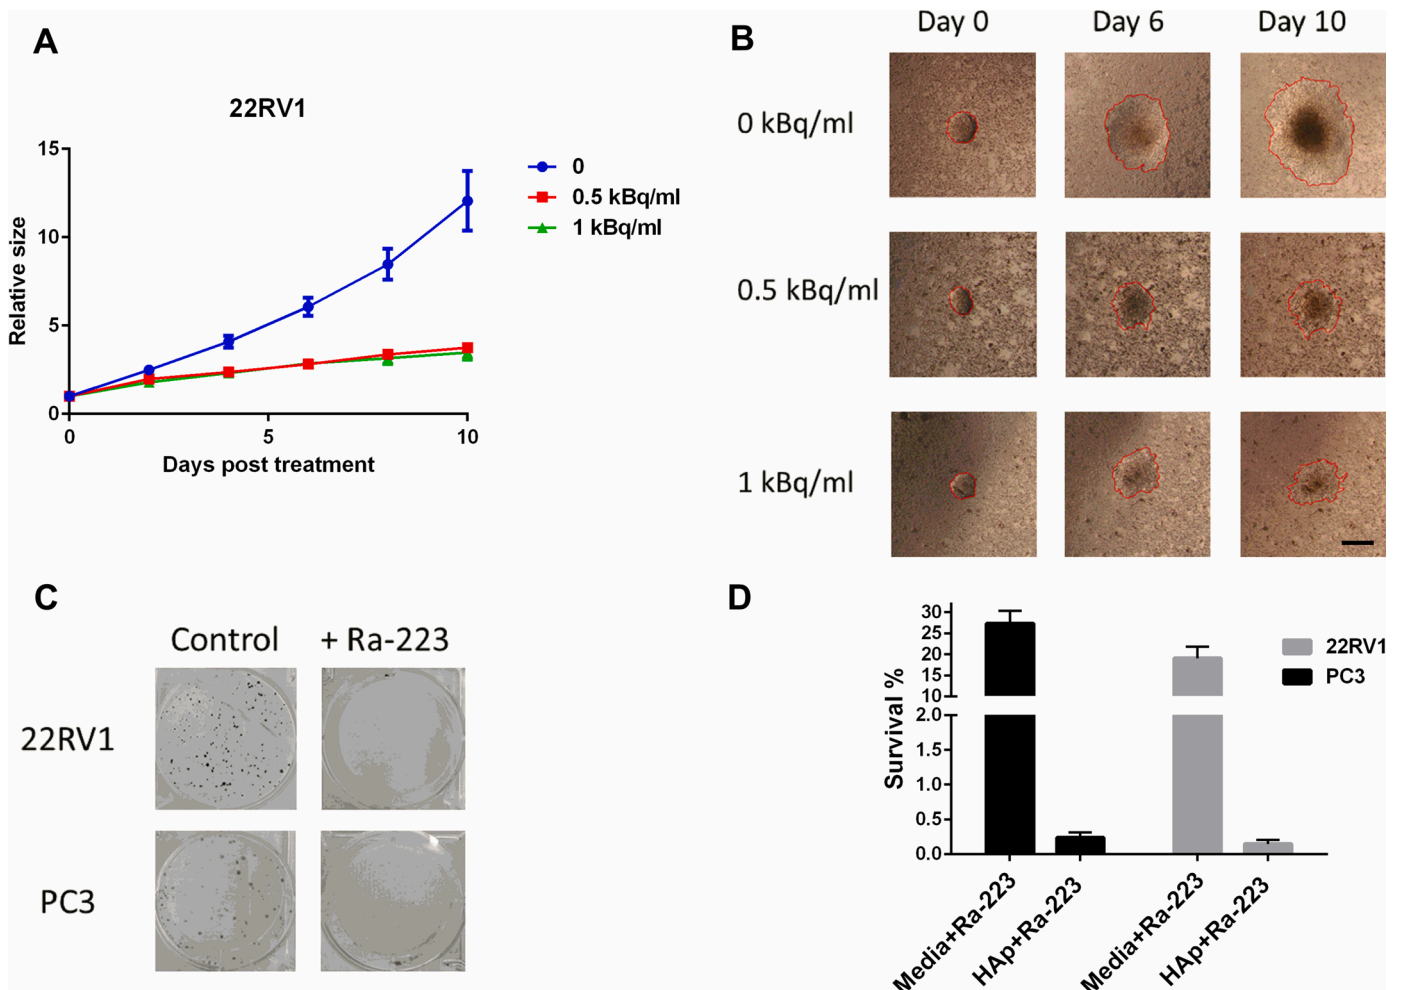 A
22RV1
15
10
5
0
0
5
10
Relative size
Days post treatment
0
0.5 kBq/ml
1 kBq/ml
B
Day 0
Day 6
Day 10
0 kBq/ml
0.5 kBq/ml
1 kBq/ml
C
Control
+ Ra-223
22RV1
PC3
D
30
25
20
15
10
2.0
1.5
1.0
0.5
0.0
Survival %
Media+Ra-223
HAp+Ra-223
Media+Ra-223
HAp+Ra-223
22RV1
PC3